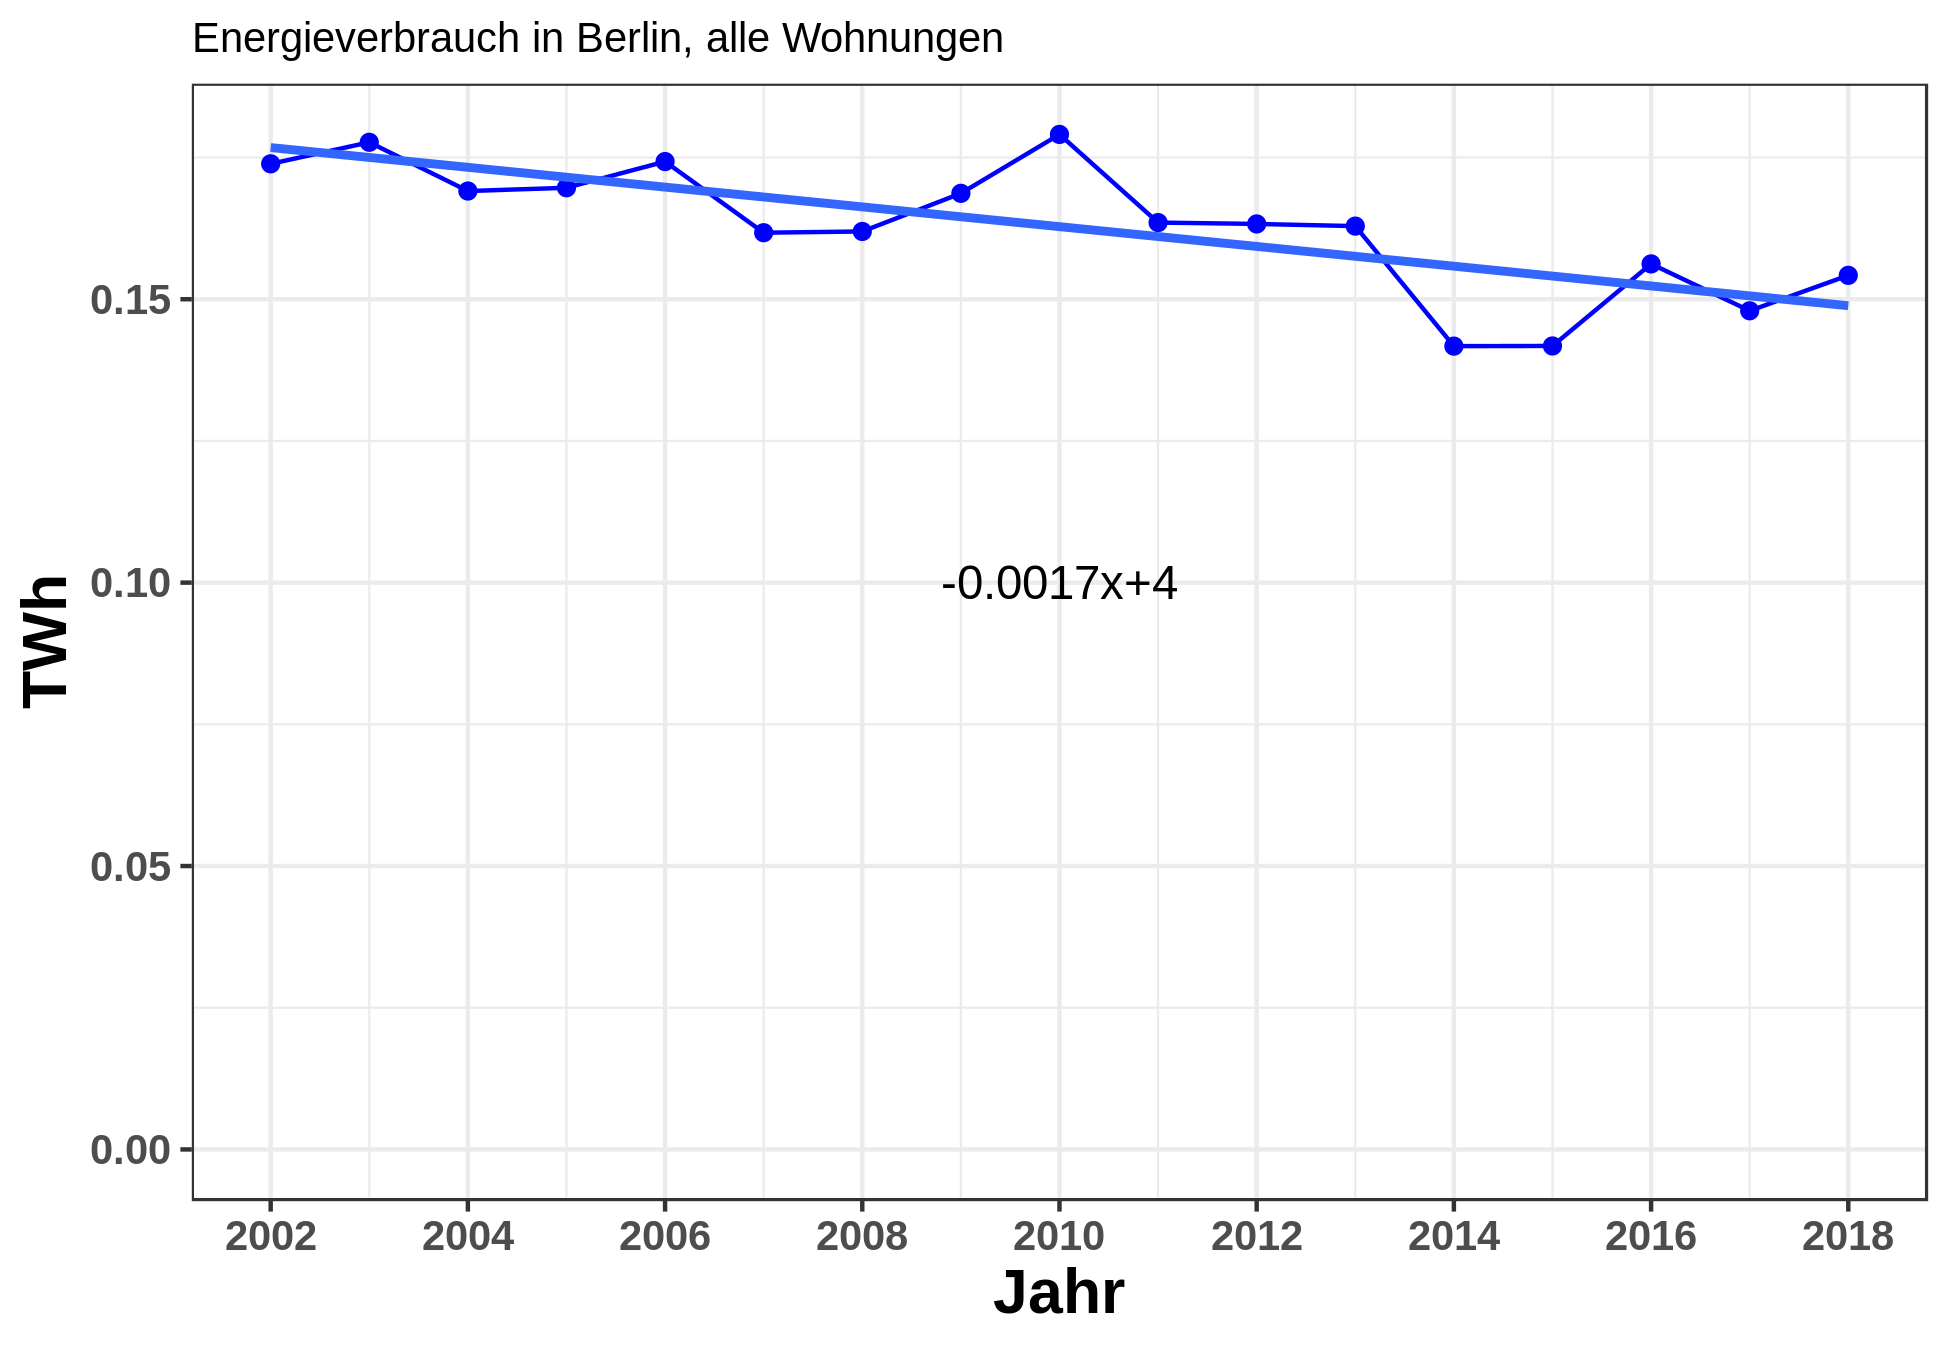 Energieverbrauch in Berlin, alle Wohnungen
TWh
0.15
0.10
0.05
0.00
-0.0017x+4
2002 2004 2006 2008 2010 2012 2014 2016 2018
Jahr